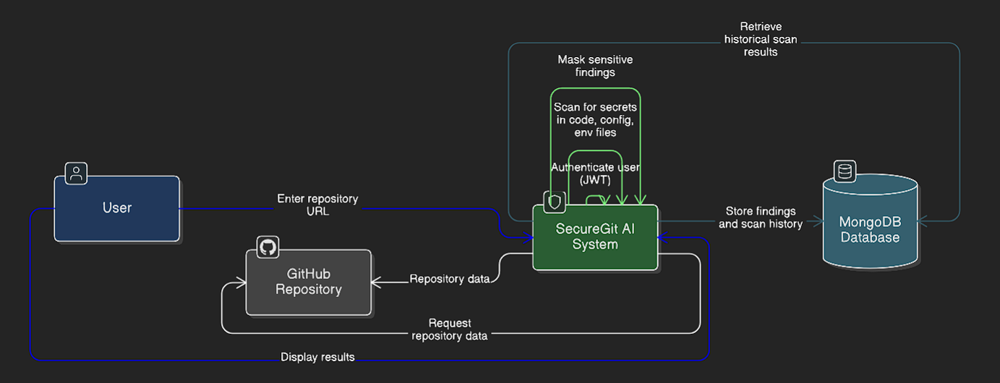 Retrieve
historical scan
results
Mask sensitive
findings
Scan for secrets
in code, config,
env files
Authenticate user
(JWT)
User
Enter repository
URL
SecureGit AI
System
Store findings
and scan history
MongoDB
Database
GitHub
Repository
Repository data
Request
repository data
Display results